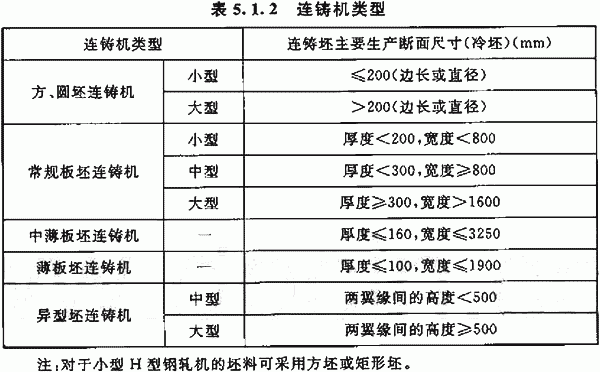 表 5.1.2 连铸机类型
连铸机类型 连铸坯主要生产断面尺寸(冷坯)(mm)
方、圆坯连铸机 小型 ≤200(边长或直径)
大型 >200(边长或直径)
常规板坯连铸机 小型 厚度<200,宽度<800
中型 厚度<300,宽度≥800
大型 厚度≥300,宽度>1600
中薄板坯连铸机 — 厚度≤160,宽度≤3250
薄板坯连铸机 — 厚度≤100,宽度≤1900
异型坯连铸机 中型 两翼缘间的高度<500
大型 两翼缘间的高度≥500
注:对于小型 H 型钢轧机的坯料可采用方坯或矩形坯。